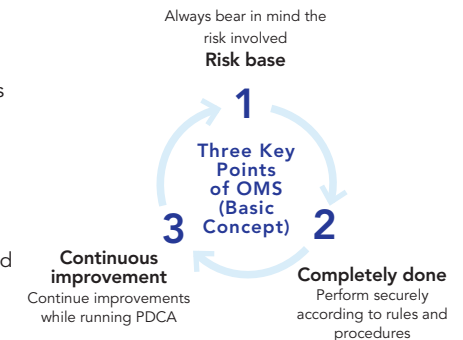 Always bear in mind the
risk involved
Risk base
s
1
Three Key
Points
of OMS
(Basic
Concept)
2
3
d
Continuous
improvement
Continue improvements
while running PDCA
Completely done
Perform securely
according to rules and
procedures